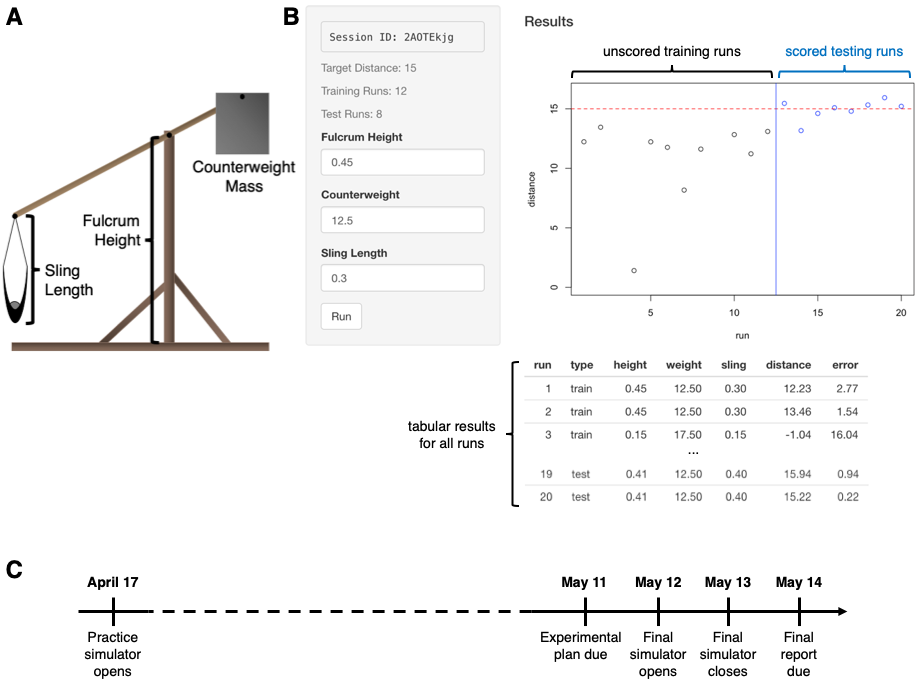 A
Counterweight
Mass
Fulcrum
Height
Sling
Length
B
Session ID: 2AOTEkjg
Target Distance: 15
Training Runs: 12
Test Runs: 8
Fulcrum Height
0.45
Counterweight
12.5
Sling Length
0.3
Run
Results
unscored training runs
scored testing runs
distance
15
10
5
0
5
10
15
20
run
tabular results
for all runs
run type height weight sling distance error
1 train 0.45 12.50 0.30 12.23 2.77
2 train 0.45 12.50 0.30 13.46 1.54
3 train 0.15 17.50 0.15 -1.04 16.04
...
19 test 0.41 12.50 0.40 15.94 0.94
20 test 0.41 12.50 0.40 15.22 0.22
C
April 17
Practice
simulator
opens
May 11
Experimental
plan due
May 12
Final
simulator
opens
May 13
Final
simulator
closes
May 14
Final
report
due